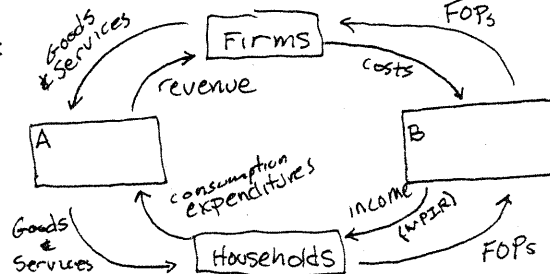 Goods
& Services
Firms
FOPs
revenue
costs
A
B
consumption
expenditures
income
(WPIR)
Goods
&
Services
Households
FOPs